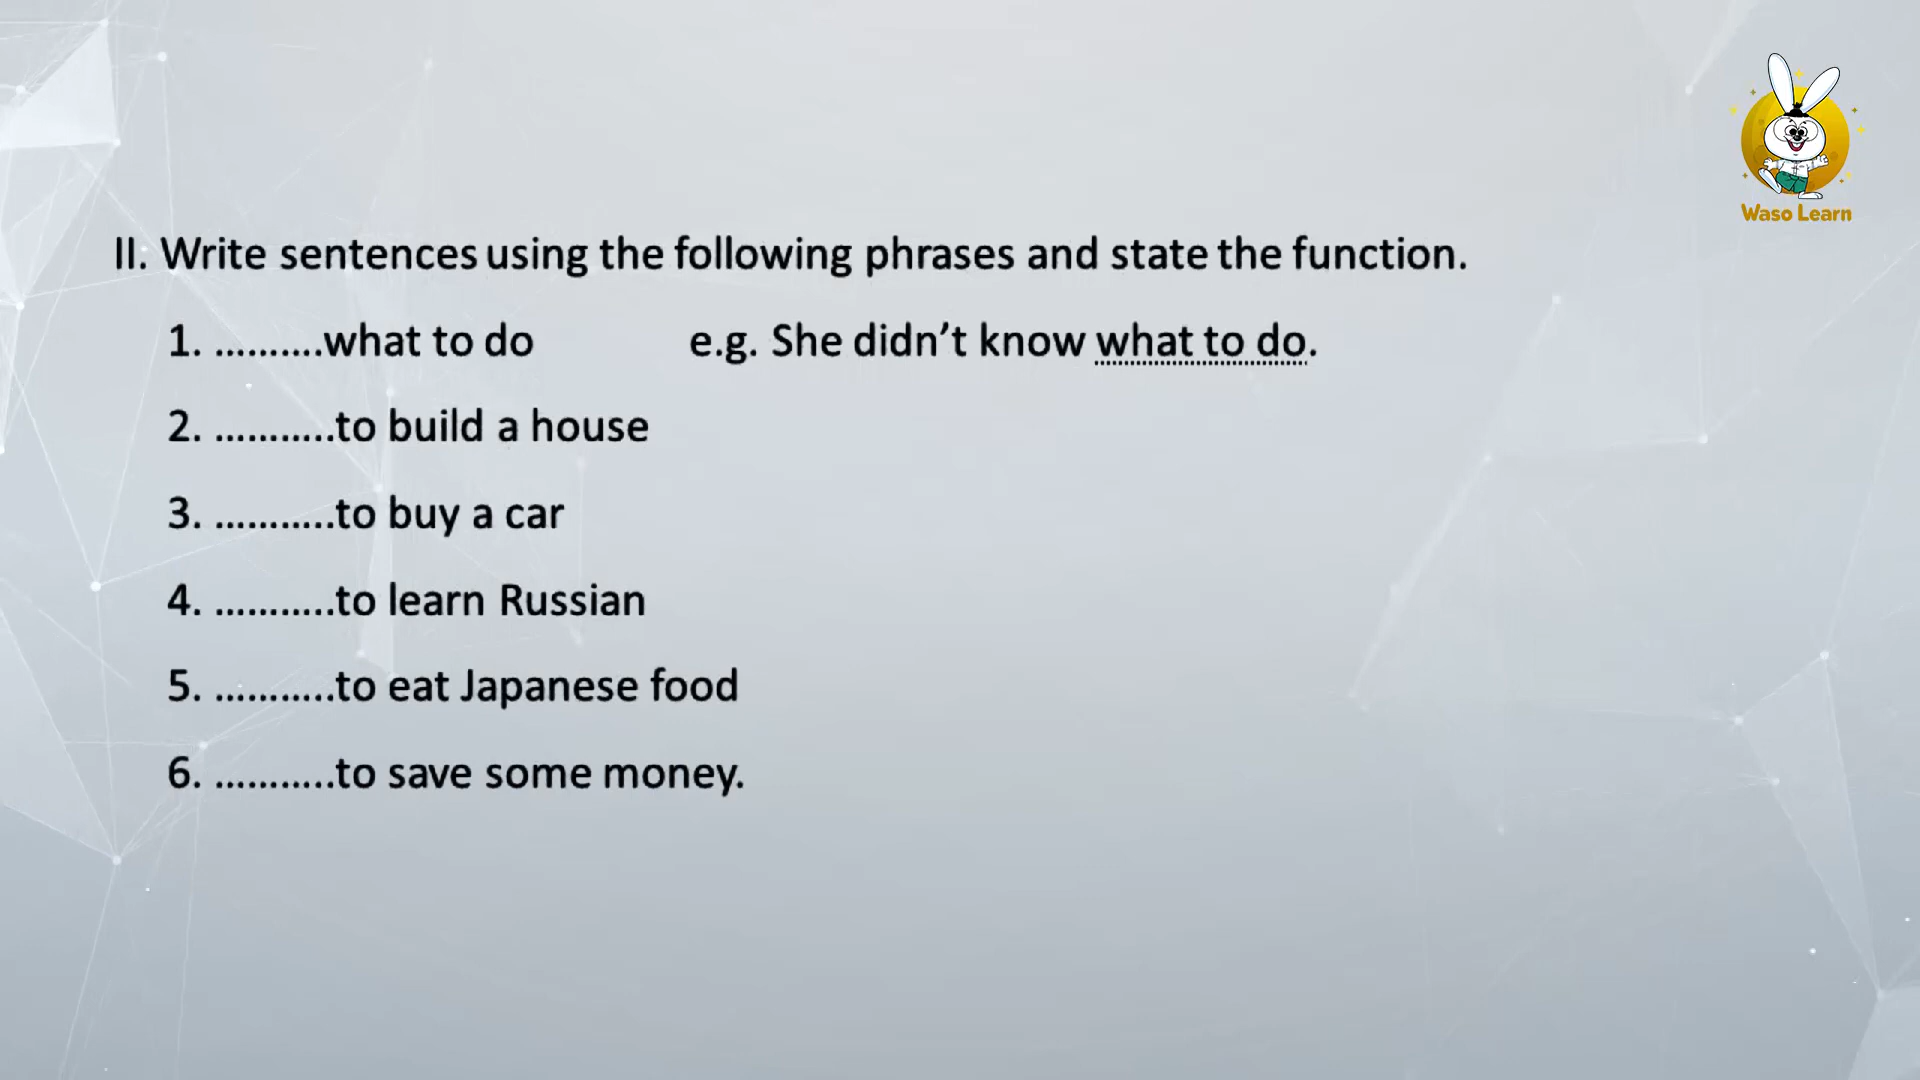 Waso Learn
II. Write sentences using the following phrases and state the function.
1. ..........what to do e.g. She didn’t know what to do.
2. ...........to build a house
3. ...........to buy a car
4. ...........to learn Russian
5. ...........to eat Japanese food
6. ...........to save some money.